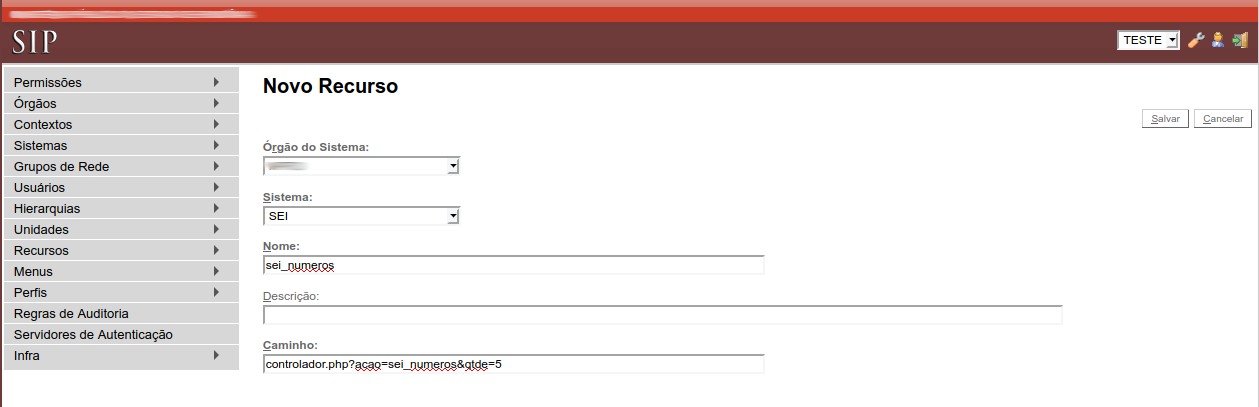 SIP
TESTE
Permissões
Órgãos
Contextos
Sistemas
Grupos de Rede
Usuários
Hierarquias
Unidades
Recursos
Menus
Perfis
Regras de Auditoria
Servidores de Autenticação
Infra
Novo Recurso
Salvar Cancelar
Órgão do Sistema:
Sistema:
SEI
Nome:
sei_numeros
Descrição:
Caminho:
controlador.php?acao=sei_numeros&qtde=5